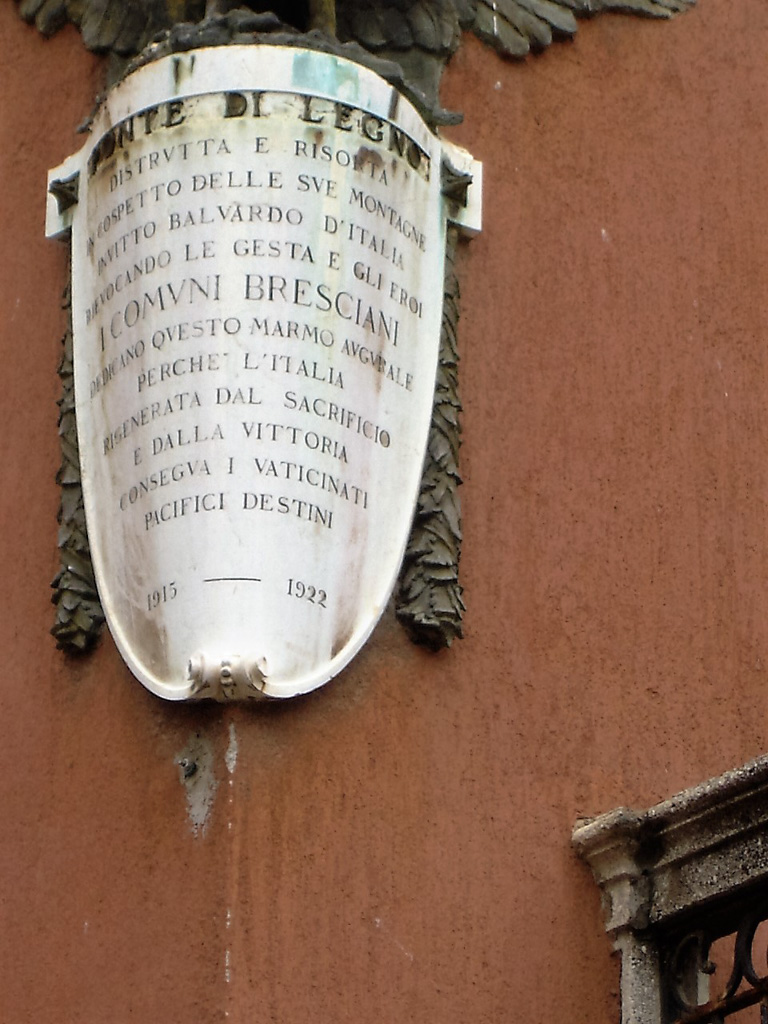 PONTE DI LEGNO
DISTRVTTA E RISORTA
IN COSPETTO DELLE SVE MONTAGNE
INVITTO BALVARDO D'ITALIA
RIEVOCANDO LE GESTA E GLI EROI
I COMVNI BRESCIANI
DEDICANO QVESTO MARMO AVGVRALE
PERCHE' L'ITALIA
RIGENERATA DAL SACRIFICIO
E DALLA VITTORIA
CONSEGVA I VATICINATI
PACIFICI DESTINI
1915 — 1922